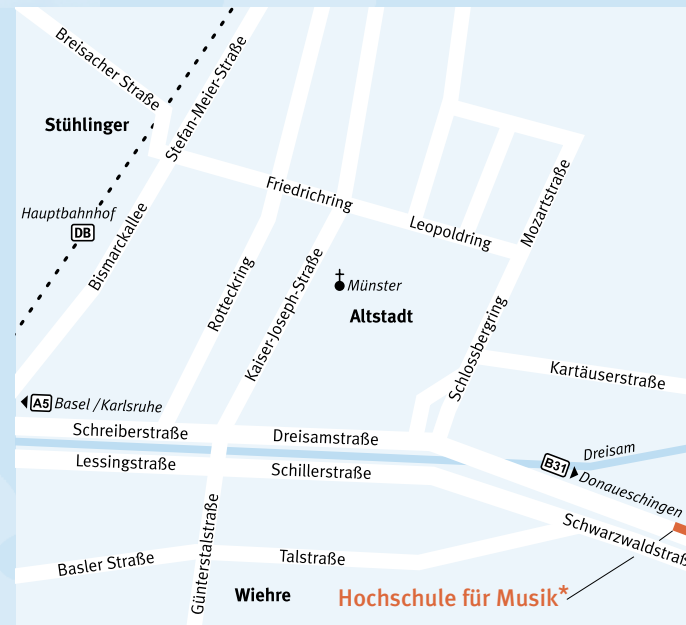 Breisacher Straße
Stefan-Meier-Straße
Stühlinger
Friedrichring
Mozartstraße
Hauptbahnhof
DB
Bismarckallee
Leopoldring
Rotteckring
Kaiser-Joseph-Straße
Münster
Altstadt
Schlossbergring
Kartäuserstraße
A5 Basel /Karlsruhe
Schreiberstraße
Dreisamstraße
Dreisam
Lessingstraße
Schillerstraße
B31 Donaueschingen
Günterstalstraße
Schwarzwaldstraß
Basler Straße
Talstraße
Wiehre
Hochschule für Musik*